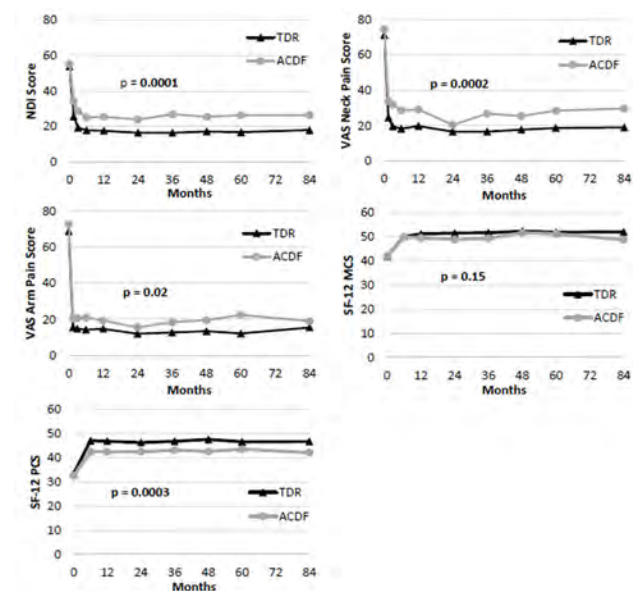 80
60
40
20
0
NDI Score
p = 0.0001
TDR
ACDF
0 12 24 36 48 60 72 84
Months
80
60
40
20
0
VAS Neck Pain Score
p = 0.0002
TDR
ACDF
0 12 24 36 48 60 72 84
Months
80
60
40
20
0
VAS Arm Pain Score
p = 0.02
TDR
ACDF
0 12 24 36 48 60 72 84
Months
60
50
40
30
20
10
0
SF-12 MCS
p = 0.15
TDR
ACDF
0 12 24 36 48 60 72 84
Months
60
50
40
30
20
10
0
SF-12 PCS
p = 0.0003
TDR
ACDF
0 12 24 36 48 60 72 84
Months